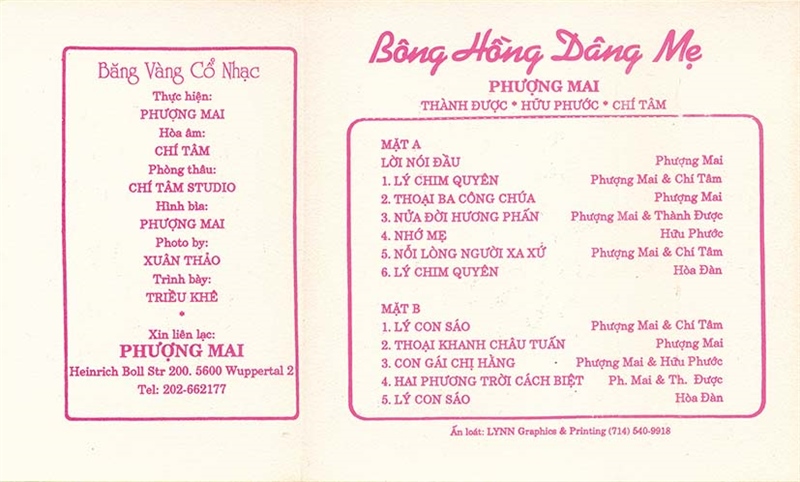 Băng Vàng Cổ Nhạc
Thực hiện:
PHƯỢNG MAI
Hòa âm:
CHÍ TÂM
Phòng thâu:
CHÍ TÂM STUDIO
Hình bìa:
PHƯỢNG MAI
Photo by:
XUÂN THẢO
Trình bày:
TRIỀU KHÊ
*
Xin liên lạc:
PHƯỢNG MAI
Heinrich Boll Str 200. 5600 Wuppertal 2
Tel: 202-662177
Bông Hồng Dâng Mẹ
PHƯỢNG MAI
THÀNH ĐƯỢC * HỮU PHƯỚC * CHÍ TÂM
MẶT A
LỜI NÓI ĐẦU Phượng Mai
1. LÝ CHIM QUYÊN Phượng Mai & Chí Tâm
2. THOẠI BA CÔNG CHÚA Phượng Mai
3. NỬA ĐỜI HƯƠNG PHẤN Phượng Mai & Thành Được
4. NHỚ MẸ Hữu Phước
5. NỖI LÒNG NGƯỜI XA XỨ Phượng Mai & Chí Tâm
6. LÝ CHIM QUYÊN Hòa Đàn
MẶT B
1. LÝ CON SÁO Phượng Mai & Chí Tâm
2. THOẠI KHANH CHÂU TUẤN Phượng Mai
3. CON GÁI CHỊ HẰNG Phượng Mai & Hữu Phước
4. HAI PHƯƠNG TRỜI CÁCH BIỆT Ph. Mai & Th. Được
5. LÝ CON SÁO Hòa Đàn
Ấn loát: LYNN Graphics & Printing (714) 540-9918